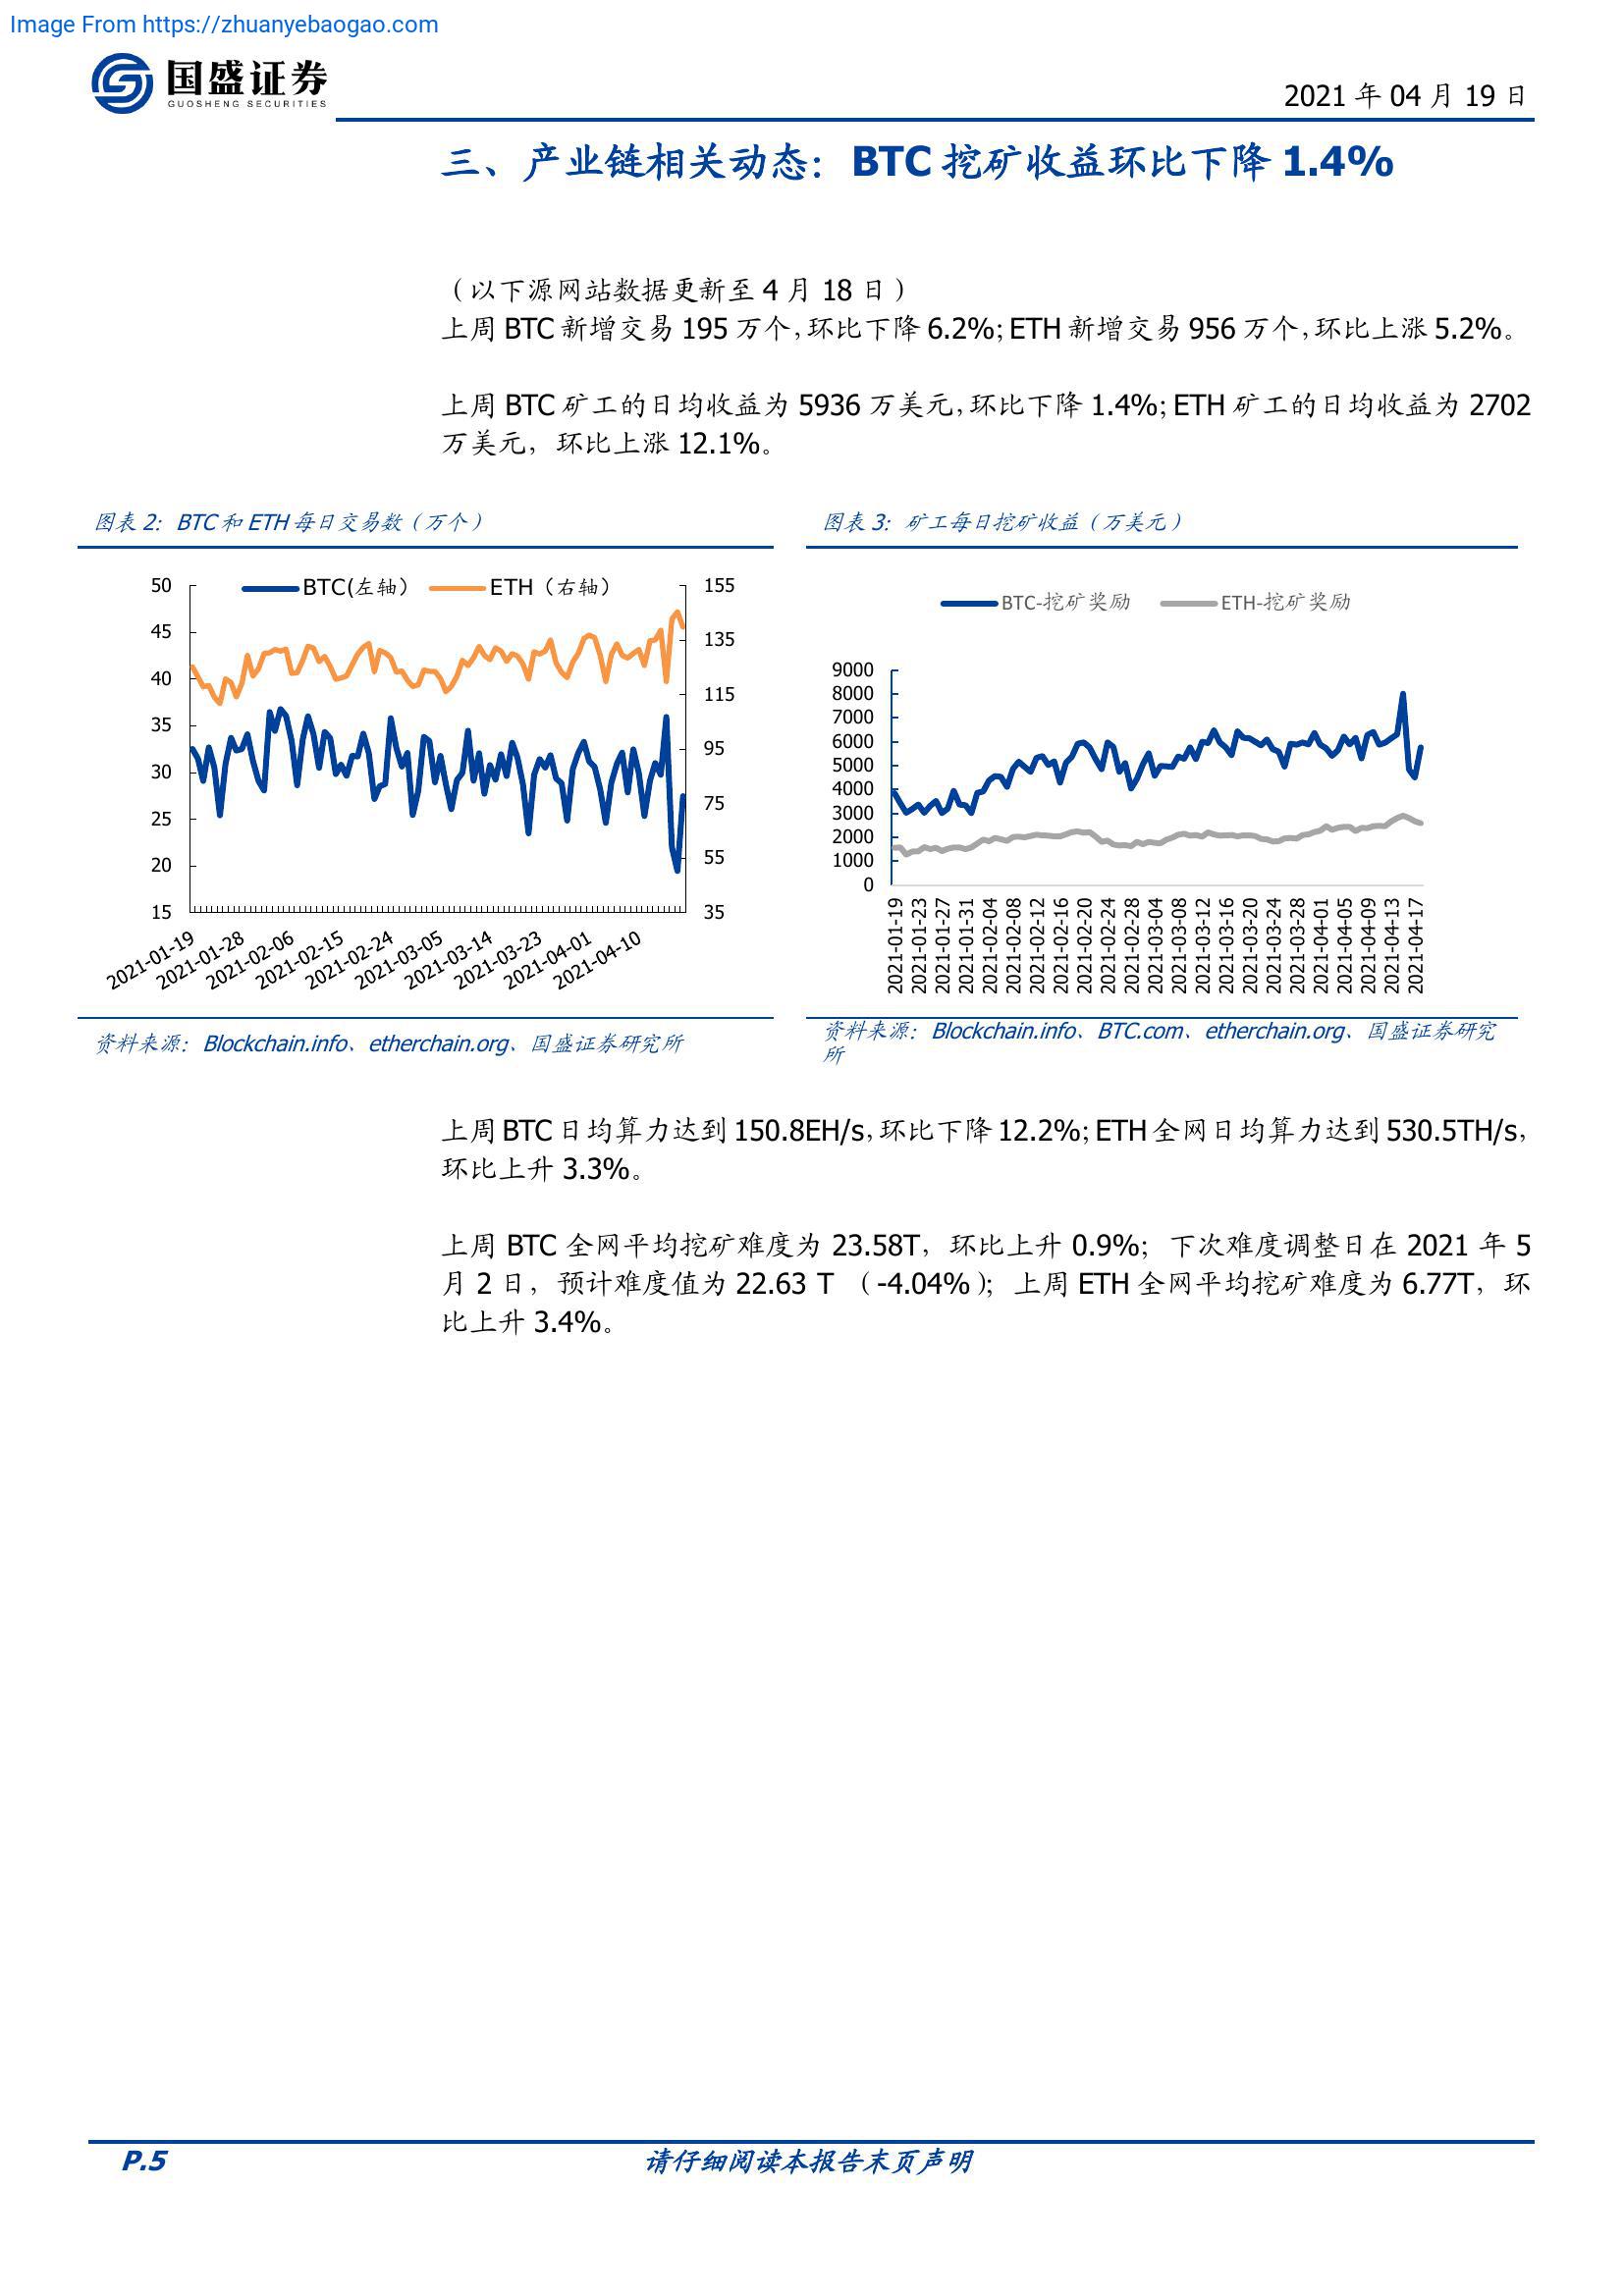 Image From https://zhuanyebaogao.com
国盛证券
GUOSHENG SECURITIES
2021 年 04 月 19 日
三、产业链相关动态：BTC 挖矿收益环比下降 1.4%
（以下源网站数据更新至 4 月 18 日）
上周 BTC 新增交易 195 万个，环比下降 6.2%；ETH 新增交易 956 万个，环比上涨 5.2%。
上周 BTC 矿工的日均收益为 5936 万美元，环比下降 1.4%；ETH 矿工的日均收益为 2702
万美元，环比上涨 12.1%。
图表 2：BTC 和 ETH 每日交易数（万个）
BTC(左轴）
ETH（右轴）
50
45
40
35
30
25
20
15
155
135
115
95
75
55
35
2021-01-19
2021-01-28
2021-02-06
2021-02-15
2021-02-24
2021-03-05
2021-03-14
2021-03-23
2021-04-01
2021-04-10
资料来源：Blockchain.info、etherchain.org、国盛证券研究所
图表 3：矿工每日挖矿收益（万美元）
BTC-挖矿奖励
ETH-挖矿奖励
9000
8000
7000
6000
5000
4000
3000
2000
1000
0
2021-01-19
2021-01-23
2021-01-27
2021-01-31
2021-02-04
2021-02-08
2021-02-12
2021-02-16
2021-02-20
2021-02-24
2021-02-28
2021-03-04
2021-03-08
2021-03-12
2021-03-16
2021-03-20
2021-03-24
2021-03-28
2021-04-01
2021-04-05
2021-04-09
2021-04-13
2021-04-17
资料来源：Blockchain.info、BTC.com、etherchain.org、国盛证券研究
所
上周 BTC 日均算力达到 150.8EH/s，环比下降 12.2%；ETH 全网日均算力达到 530.5TH/s，
环比上升 3.3%。
上周 BTC 全网平均挖矿难度为 23.58T，环比上升 0.9%；下次难度调整日在 2021 年 5
月 2 日，预计难度值为 22.63 T （-4.04%）；上周 ETH 全网平均挖矿难度为 6.77T，环
比上升 3.4%。
P.5
请仔细阅读本报告末页声明